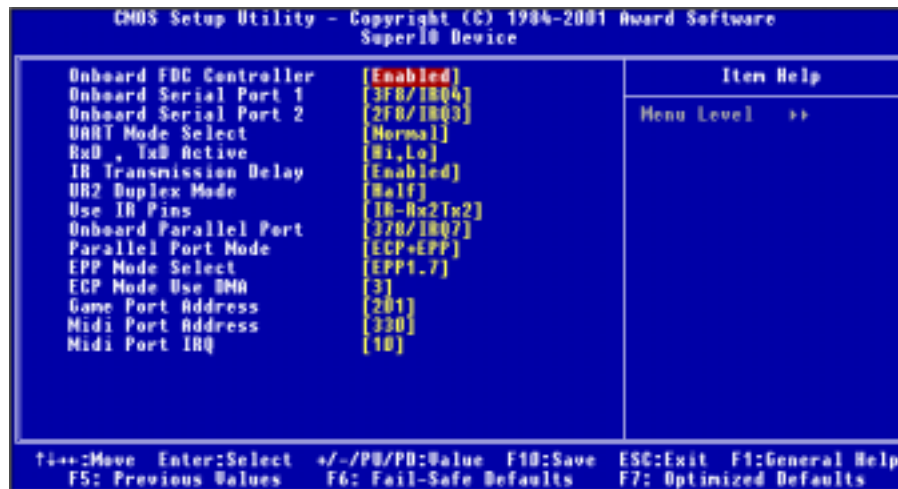 CMOS Setup Utility - Copyright (C) 1984-2001 Award Software
SuperIO Device
Onboard FDC Controller [Enabled]
Onboard Serial Port 1 [3F8/IRQ4]
Onboard Serial Port 2 [2F8/IRQ3]
UART Mode Select [Normal]
RxD , TxD Active [Hi,Lo]
IR Transmission Delay [Enabled]
UR2 Duplex Mode [Half]
Use IR Pins [IR-Rx2Tx2]
Onboard Parallel Port [378/IRQ7]
Parallel Port Mode [ECP+EPP]
EPP Mode Select [EPP1.7]
ECP Mode Use DMA [3]
Game Port Address [201]
Midi Port Address [330]
Midi Port IRQ [10]
Item Help
Menu Level ▸▸
↑↓→←:Move Enter:Select +/-/PU/PD:Value F10:Save ESC:Exit F1:General Help
F5: Previous Values F6: Fail-Safe Defaults F7: Optimized Defaults